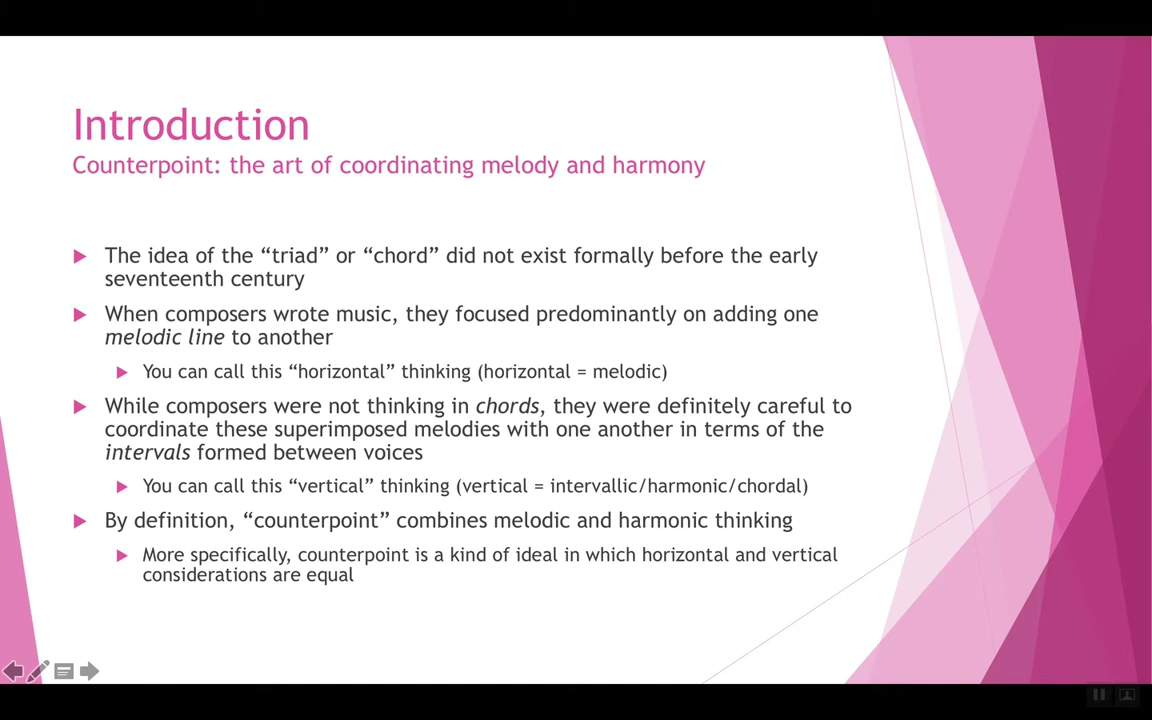 Introduction
Counterpoint: the art of coordinating melody and harmony
The idea of the “triad” or “chord” did not exist formally before the early
seventeenth century
When composers wrote music, they focused predominantly on adding one
melodic line to another
You can call this “horizontal” thinking (horizontal = melodic)
While composers were not thinking in chords, they were definitely careful to
coordinate these superimposed melodies with one another in terms of the
intervals formed between voices
You can call this “vertical” thinking (vertical = intervallic/harmonic/chordal)
By definition, “counterpoint” combines melodic and harmonic thinking
More specifically, counterpoint is a kind of ideal in which horizontal and vertical
considerations are equal